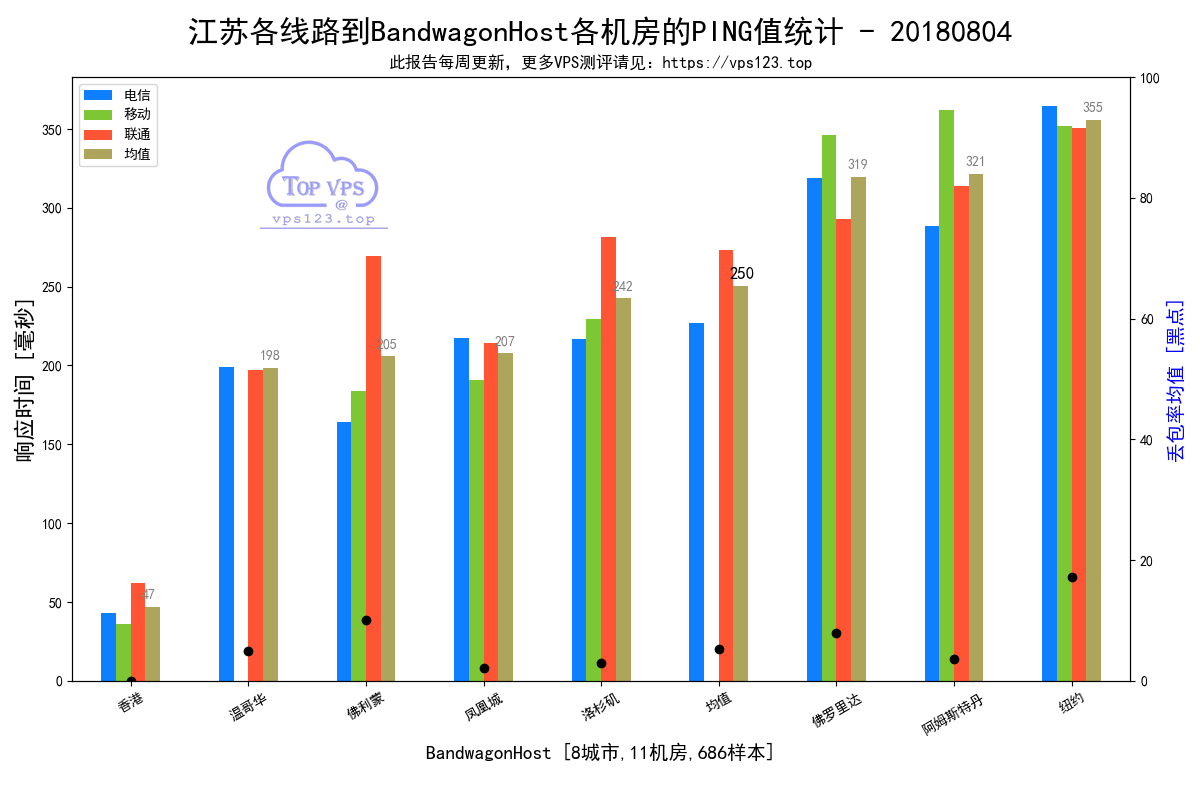 江苏各线路到BandwagonHost各机房的PING值统计 - 20180804
此报告每周更新，更多VPS测评请见：https://vps123.top
电信
移动
联通
均值
TOP VPS
@
vps123.top
响应时间 [毫秒]
350
300
250
200
150
100
50
0
47
198
205
207
242
250
319
321
355
100
80
60
40
20
0
丢包率均值 [黑点]
香港
温哥华
佛利蒙
凤凰城
洛杉矶
均值
佛罗里达
阿姆斯特丹
纽约
BandwagonHost [8城市,11机房,686样本]